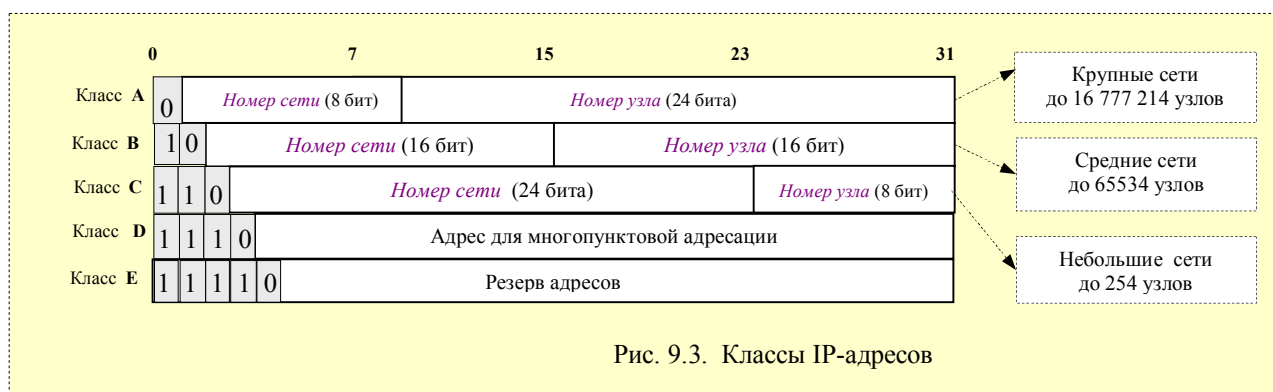 0 7 15 23 31
Класс A 0 Номер сети (8 бит) Номер узла (24 бита)
Крупные сети
до 16 777 214 узлов
Класс B 1 0 Номер сети (16 бит) Номер узла (16 бит)
Средние сети
до 65534 узлов
Класс C 1 1 0 Номер сети (24 бита) Номер узла (8 бит)
Класс D 1 1 1 0 Адрес для многопунктовой адресации
Класс E 1 1 1 1 0 Резерв адресов
Небольшие сети
до 254 узлов
Рис. 9.3. Классы IP-адресов